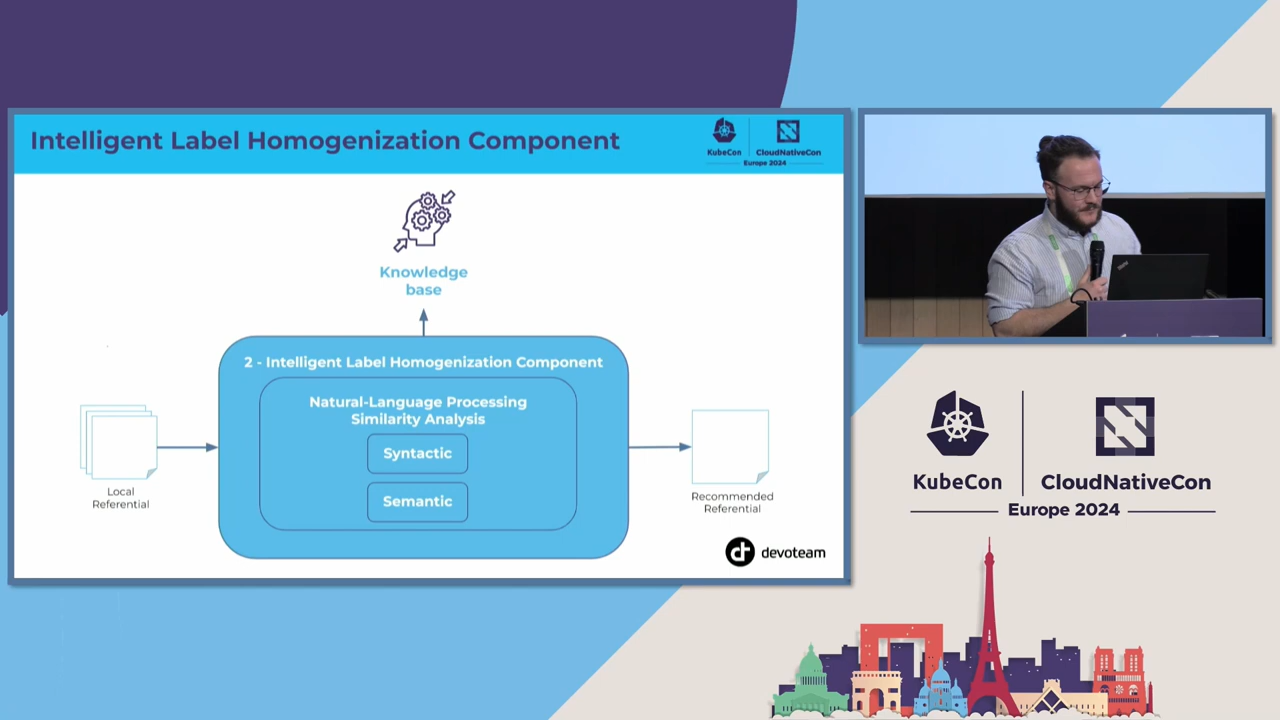 Intelligent Label Homogenization Component
KubeCon
CloudNativeCon
Europe 2024
Knowledge
base
2 - Intelligent Label Homogenization Component
Natural-Language Processing
Similarity Analysis
Syntactic
Semantic
Local
Referential
Recommended
Referential
dt devoteam
KubeCon
CloudNativeCon
Europe 2024